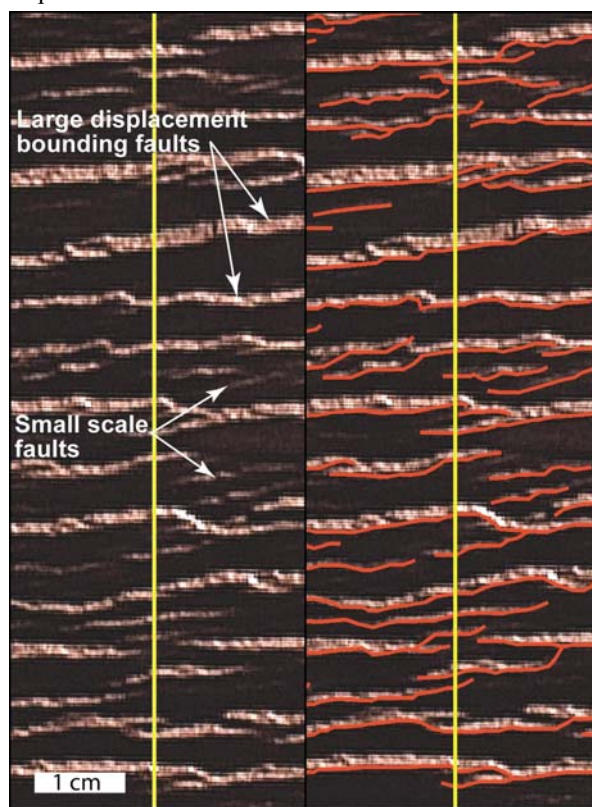 Large displacement
bounding faults
Small scale
faults
1 cm